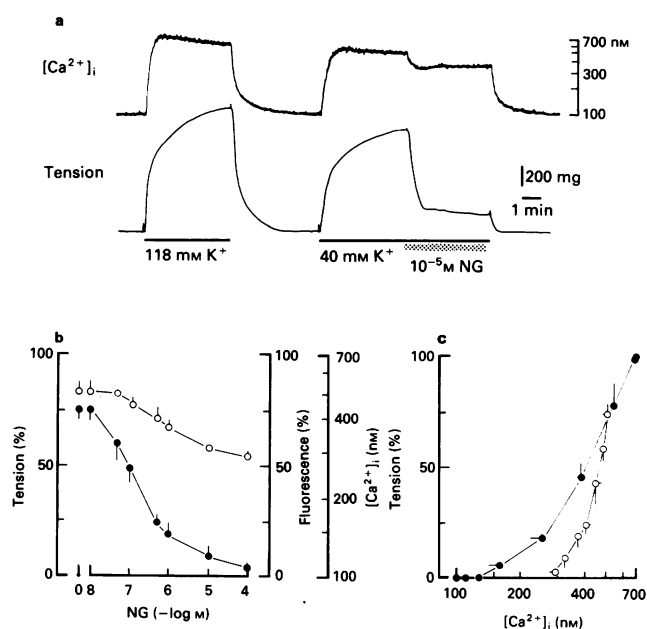 a
[Ca²⁺]ᵢ
700 nM
300
100
Tension
200 mg
1 min
118 mM K⁺
40 mM K⁺
10⁻⁵M NG
b
100
50
0
Tension (%)
0 8 7 6 5 4
NG (−log M)
100
50
0
Fluorescence (%)
700
400
200
100
[Ca²⁺]ᵢ (nM)
c
100
50
0
Tension (%)
100 200 400 700
[Ca²⁺]ᵢ (nM)